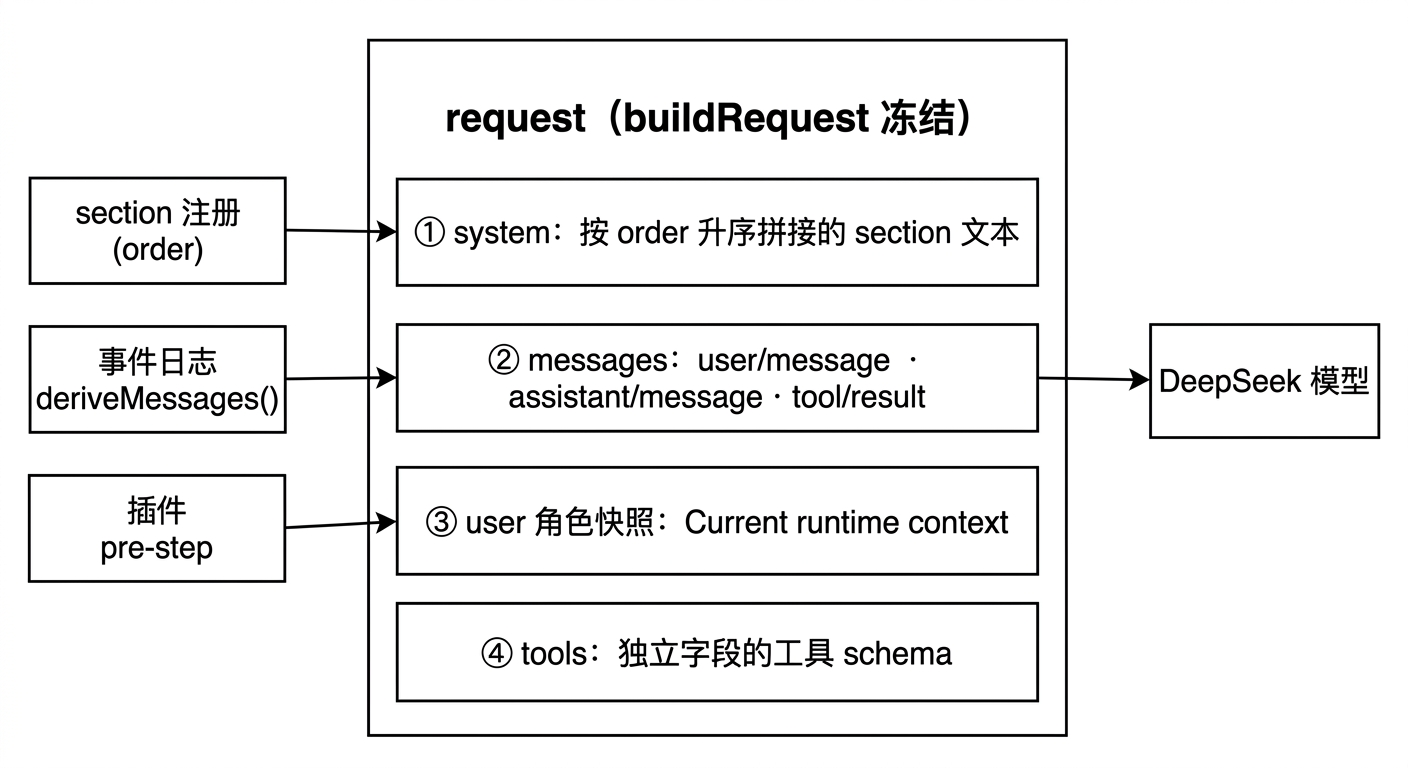 request（buildRequest 冻结）
section 注册
(order)
① system：按 order 升序拼接的 section 文本
事件日志
deriveMessages()
② messages：user/message ·
assistant/message · tool/result
DeepSeek 模型
插件
pre-step
③ user 角色快照：Current runtime context
④ tools：独立字段的工具 schema